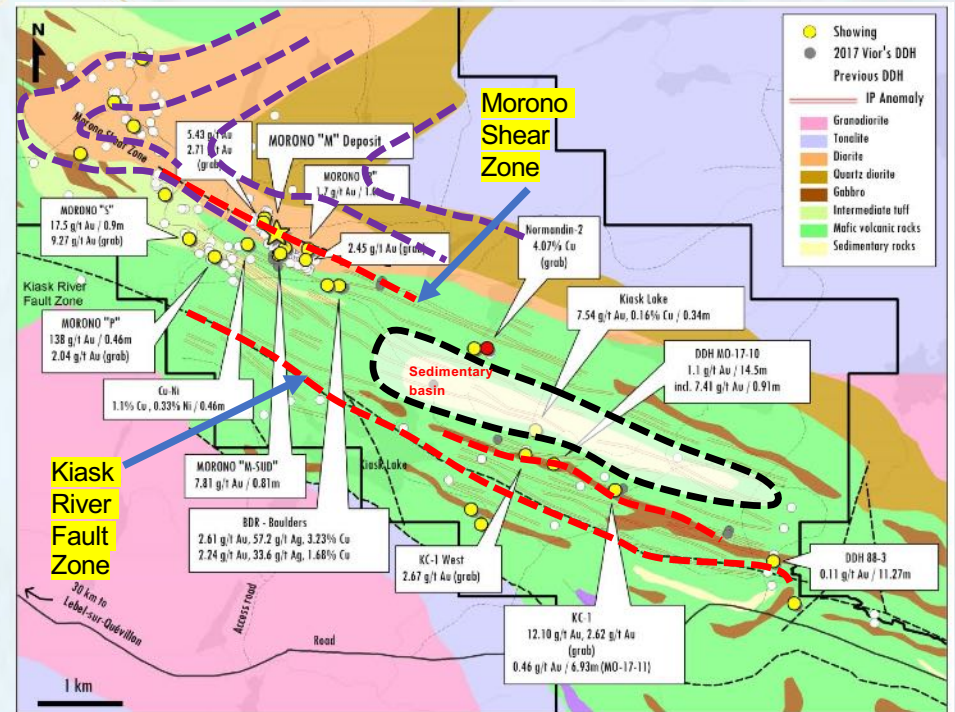 N
Showing
2017 Vior's DDH
Previous DDH
IP Anomaly
Granodiorite
Tonalite
Diorite
Quartz diorite
Gabbro
Intermediate tuff
Mafic volcanic rocks
Sedimentary rocks
Morono
Shear
Zone
Morono Shear Zone
5.43 g/t Au
2.71 g/t Au
(grab)
MORONO "M" Deposit
MORONO
1.7 g/t Au /
2.45 g/t Au (grab)
MORONO "S"
17.5 g/t Au / 0.9m
9.27 g/t Au (grab)
Normandin-2
4.07% Cu
(grab)
Kiask River
Fault Zone
MORONO "P"
138 g/t Au / 0.46m
2.04 g/t Au (grab)
Kiask Lake
7.54 g/t Au, 0.16% Cu / 0.34m
DDH MO-17-10
1.1 g/t Au / 14.5m
incl. 7.41 g/t Au / 0.91m
Sedimentary
basin
Cu-Ni
1.1% Cu , 0.33% Ni / 0.46m
Kiask
River
Fault
Zone
MORONO "M-SUD"
7.81 g/t Au / 0.81m
Kiask Lake
BDR - Baulders
2.61 g/t Au, 57.2 g/t Ag, 3.23% Cu
2.24 g/t Au, 33.6 g/t Ag, 1.68% Cu
KC-1 West
2.67 g/t Au (grab)
DDH 88-3
0.11 g/t Au / 11.27m
KC-1
12.10 g/t Au, 2.62 g/t Au
(grab)
0.46 g/t Au / 6.93m (MO-17-11)
30 km to
Lebel-sur-Quévillon
Access road
Road
1 km